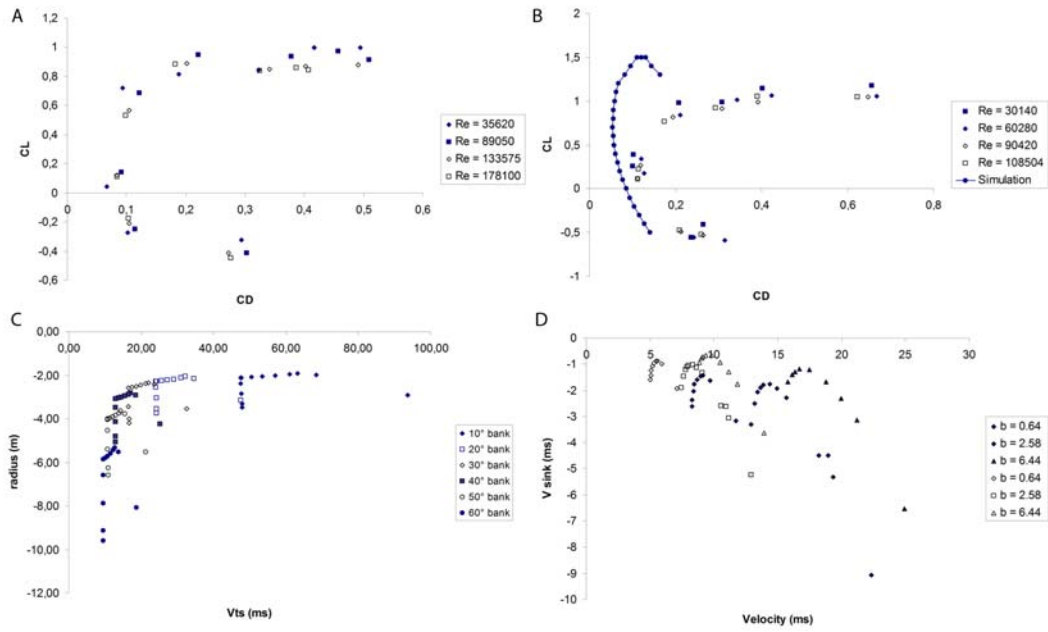 A
1,2
1
0,8
0,6
0,4
0,2
0
-0,2
-0,4
-0,6
CL
0 0,1 0,2 0,3 0,4 0,5 0,6
CD
Re = 35620
Re = 89050
Re = 133575
Re = 178100
B
2
1,5
1
0,5
0
-0,5
-1
CL
0 0,2 0,4 0,6 0,8
CD
Re = 30140
Re = 60280
Re = 90420
Re = 108504
Simulation
C
0,00 20,00 40,00 60,00 80,00 100,00
0,00
-2,00
-4,00
-6,00
-8,00
-10,00
-12,00
radius (m)
Vts (ms)
10° bank
20° bank
30° bank
40° bank
50° bank
60° bank
D
0 5 10 15 20 25 30
0
-1
-2
-3
-4
-5
-6
-7
-8
-9
-10
V sink (ms)
Velocity (ms)
b = 0.64
b = 2.58
b = 6.44
b = 0.64
b = 2.58
b = 6.44